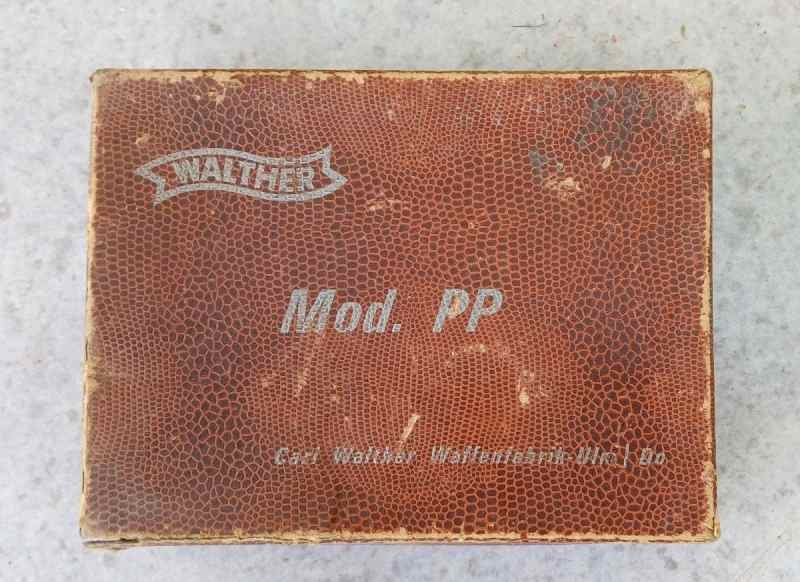 WALTHER
Mod. PP
Carl Walther Waffenfabrik-Ulm / Do